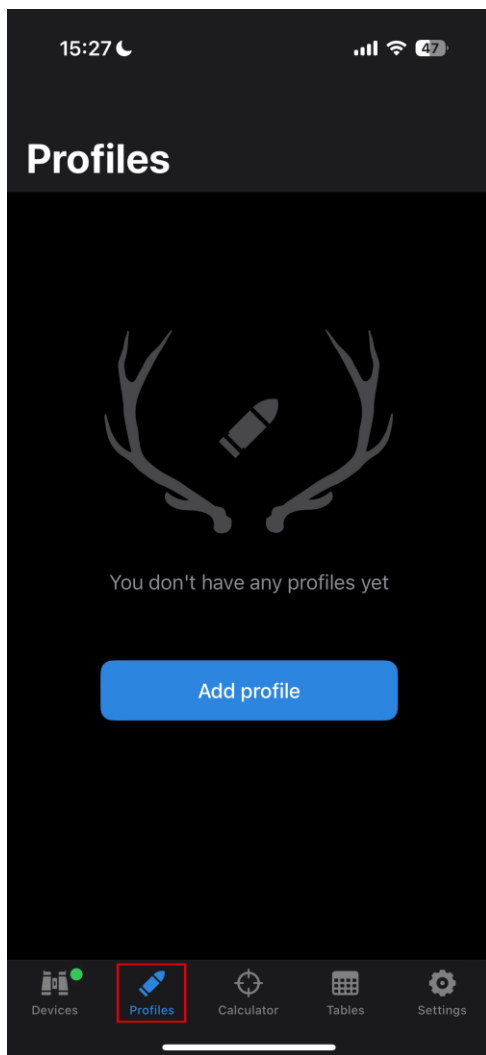 15:27
47
Profiles
You don't have any profiles yet
Add profile
Devices Profiles Calculator Tables Settings